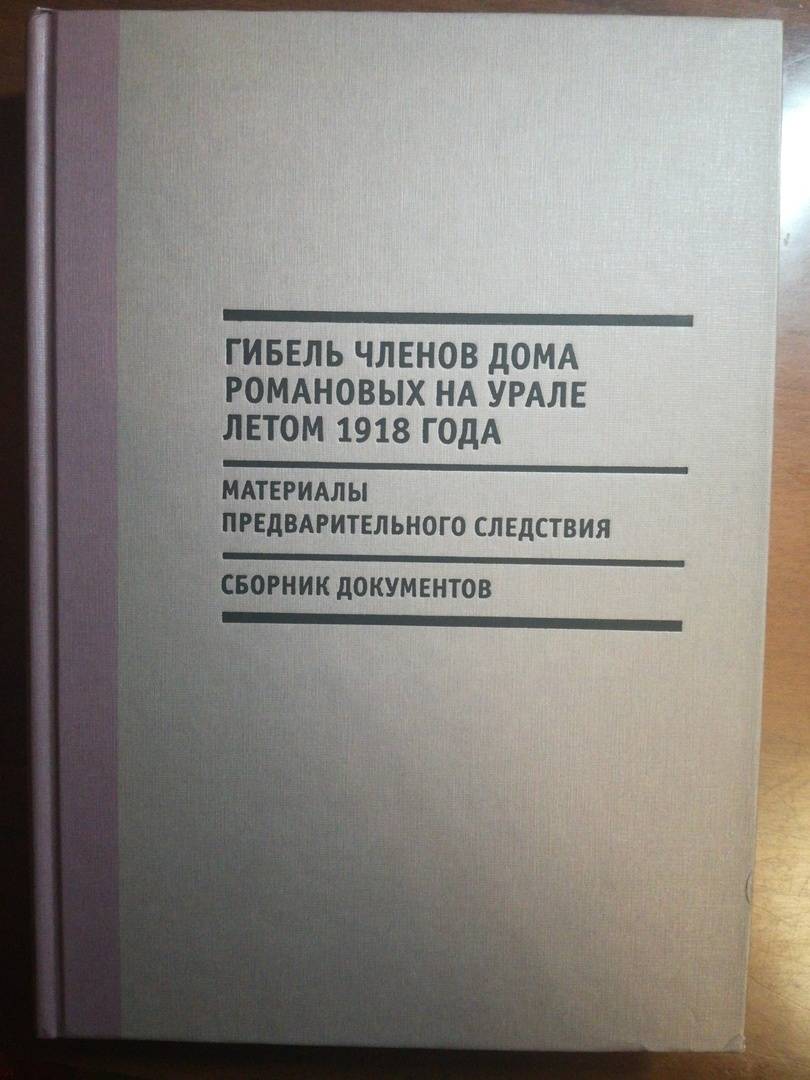 ГИБЕЛЬ ЧЛЕНОВ ДОМА
РОМАНОВЫХ НА УРАЛЕ
ЛЕТОМ 1918 ГОДА
МАТЕРИАЛЫ
ПРЕДВАРИТЕЛЬНОГО СЛЕДСТВИЯ
СБОРНИК ДОКУМЕНТОВ